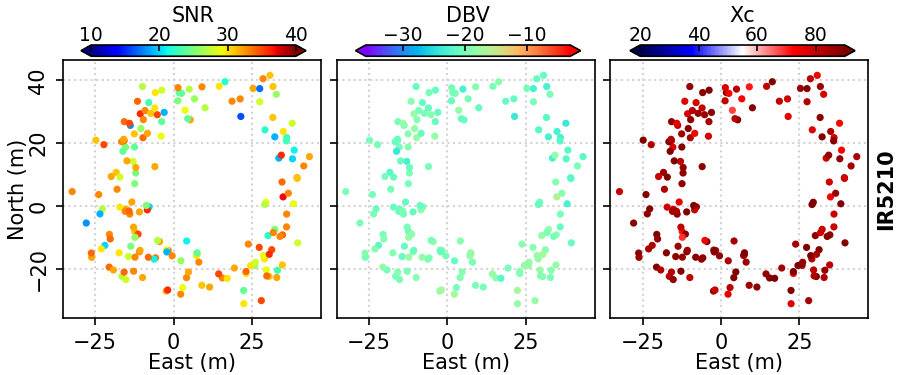 SNR DBV Xc
10 20 30 40 −30 −20 −10 20 40 60 80
40
20
0
−20
North (m)
IR5210
−25 0 25 −25 0 25 −25 0 25
East (m) East (m) East (m)